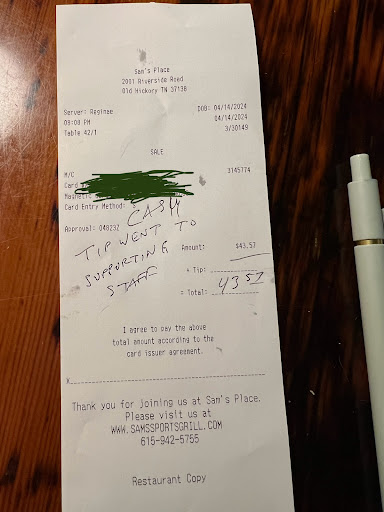 Sam's Place
2001 Riverside Road
Old Hickory TN 37138
Server: Reginae DOB: 04/14/2024
09:08 PM 04/14/2024
Table 42/1 3/30149
SALE
M/C 3145774
Card
Magnetic
Card Entry Method:
CASH
Approval: 048232
TIP WENT TO
SUPPORTING
STAFF
Amount: $43.57
+ Tip:
= Total: 43 57
I agree to pay the above
total amount according to the
card issuer agreement.
X
Thank you for joining us at Sam's Place.
Please visit us at
WWW.SAMSSPORTSGRILL.COM
615-942-5755
Restaurant Copy